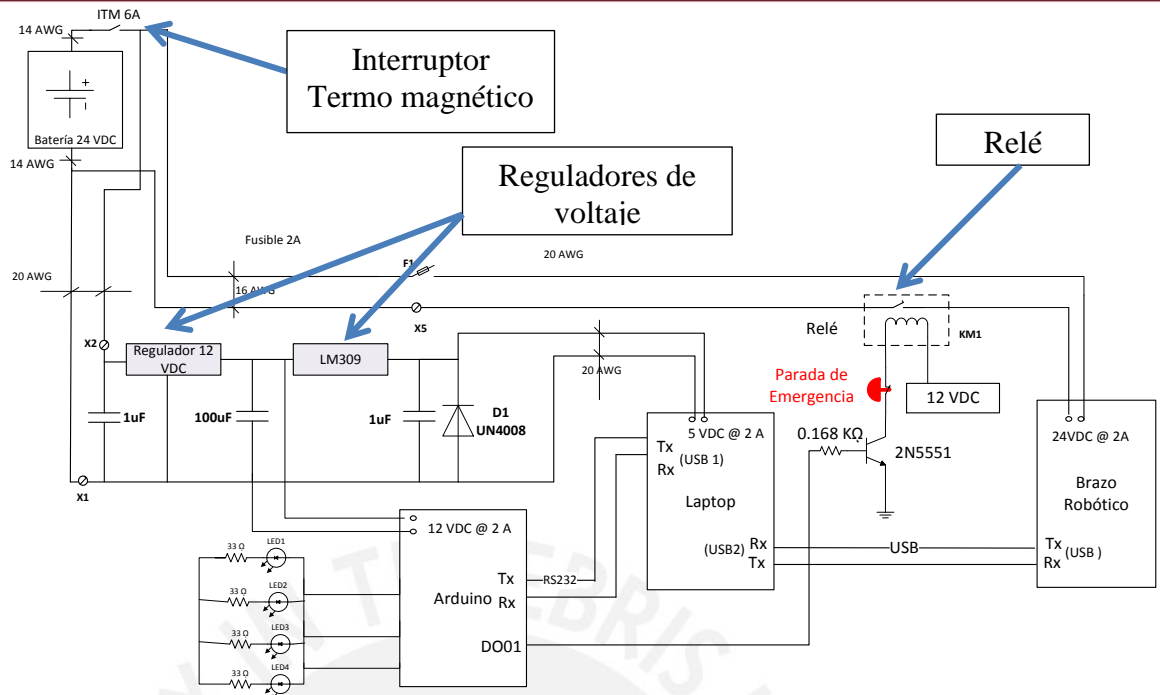 ITM 6A
14 AWG
Interruptor
Termo magnético
+
-
Batería 24 VDC
14 AWG
Relé
Reguladores de
voltaje
Fusible 2A
20 AWG
F1
20 AWG
16 AWG
X5
Relé
KM1
X2
Regulador 12
VDC
LM309
20 AWG
Parada de
Emergencia
12 VDC
1uF
100uF
1uF
D1
UN4008
5 VDC @ 2 A
Tx
(USB 1)
Rx
Laptop
0.168 KΩ
2N5551
24VDC @ 2A
Brazo
Robótico
X1
12 VDC @ 2 A
(USB2)
Rx
Tx
USB
Tx
(USB )
Rx
33 Ω
LED1
33 Ω
LED2
33 Ω
LED3
33 Ω
LED4
Tx
RS232
Arduino
Rx
DO01